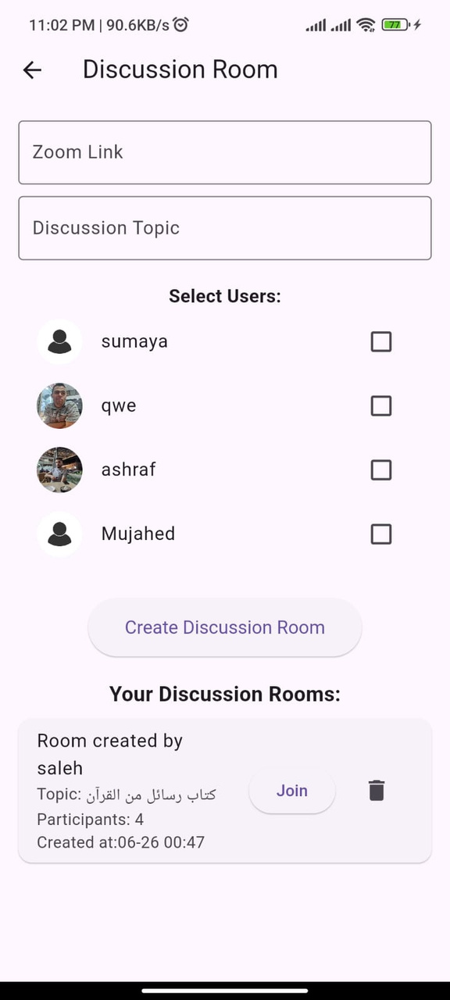 11:02 PM | 90.6KB/s
77
Discussion Room
Zoom Link
Discussion Topic
Select Users:
sumaya
qwe
ashraf
Mujahed
Create Discussion Room
Your Discussion Rooms:
Room created by
saleh
Topic: كتاب رسائل من القرآن
Participants: 4
Created at:06-26 00:47
Join